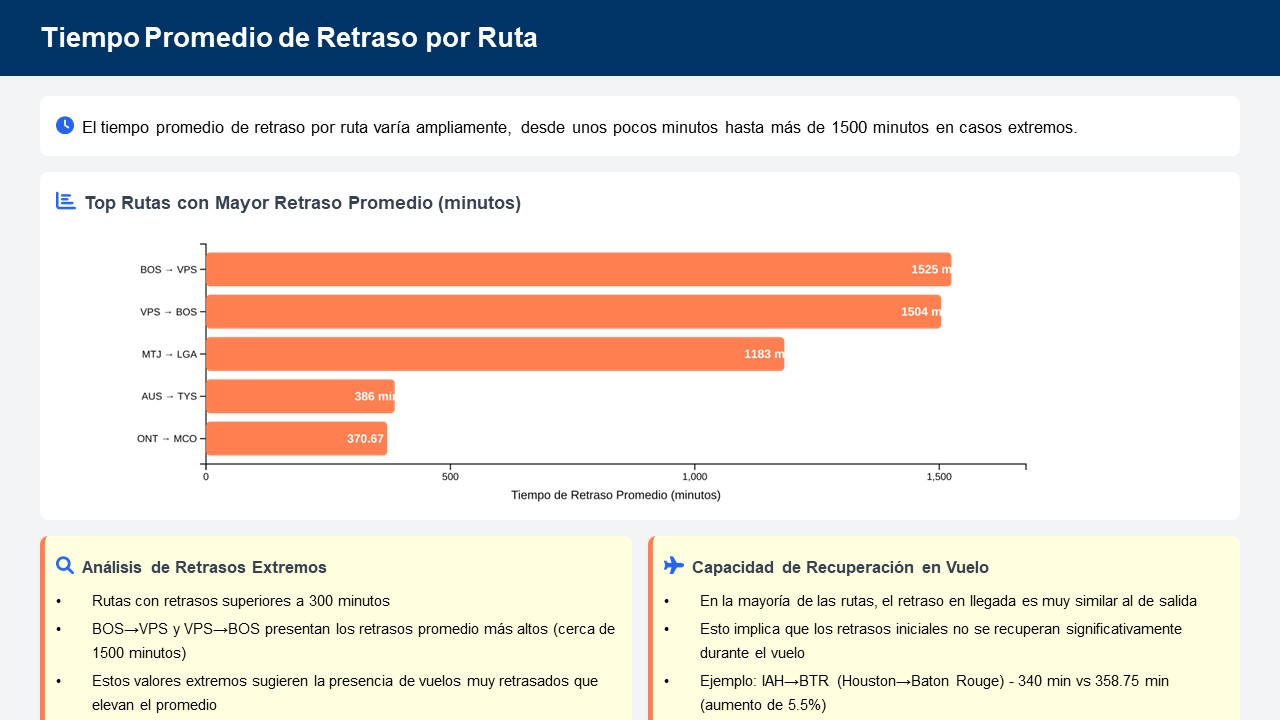 Tiempo Promedio de Retraso por Ruta
El tiempo promedio de retraso por ruta varía ampliamente, desde unos pocos minutos hasta más de 1500 minutos en casos extremos.
Top Rutas con Mayor Retraso Promedio (minutos)
BOS → VPS
1525 m
VPS → BOS
1504 m
MTJ → LGA
1183 m
AUS → TYS
386 min
ONT → MCO
370.67
0 500 1,000 1,500
Tiempo de Retraso Promedio (minutos)
Análisis de Retrasos Extremos
• Rutas con retrasos superiores a 300 minutos
• BOS→VPS y VPS→BOS presentan los retrasos promedio más altos (cerca de
1500 minutos)
• Estos valores extremos sugieren la presencia de vuelos muy retrasados que
elevan el promedio
Capacidad de Recuperación en Vuelo
• En la mayoría de las rutas, el retraso en llegada es muy similar al de salida
• Esto implica que los retrasos iniciales no se recuperan significativamente
durante el vuelo
• Ejemplo: IAH→BTR (Houston→Baton Rouge) - 340 min vs 358.75 min
(aumento de 5.5%)